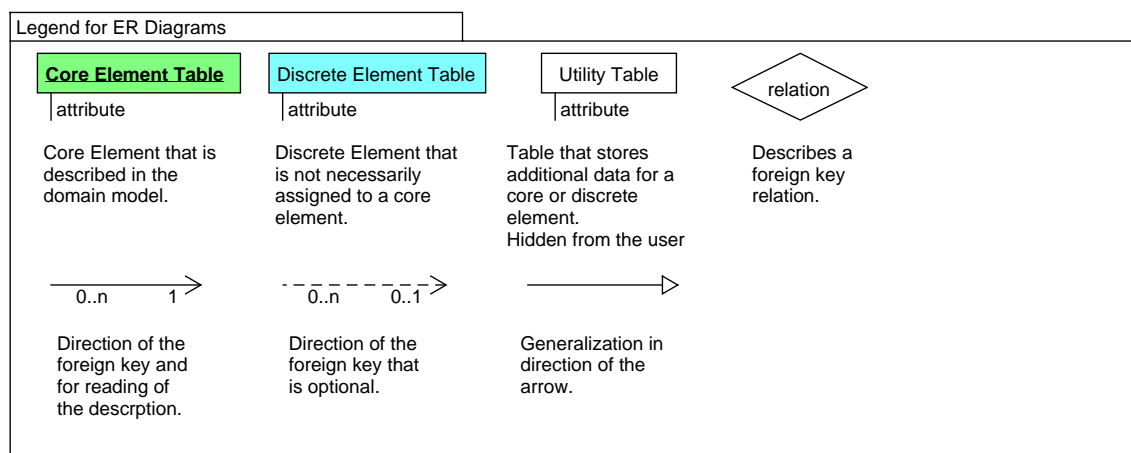 Legend for ER Diagrams
Core Element Table
attribute
Core Element that is
described in the
domain model.
Discrete Element Table
attribute
Discrete Element that
is not necessarily
assigned to a core
element.
Utility Table
attribute
Table that stores
additional data for a
core or discrete
element.
Hidden from the user
relation
Describes a
foreign key
relation.
0..n 1
Direction of the
foreign key and
for reading of
the descrption.
0..n 0..1
Direction of the
foreign key that
is optional.
Generalization in
direction of the
arrow.